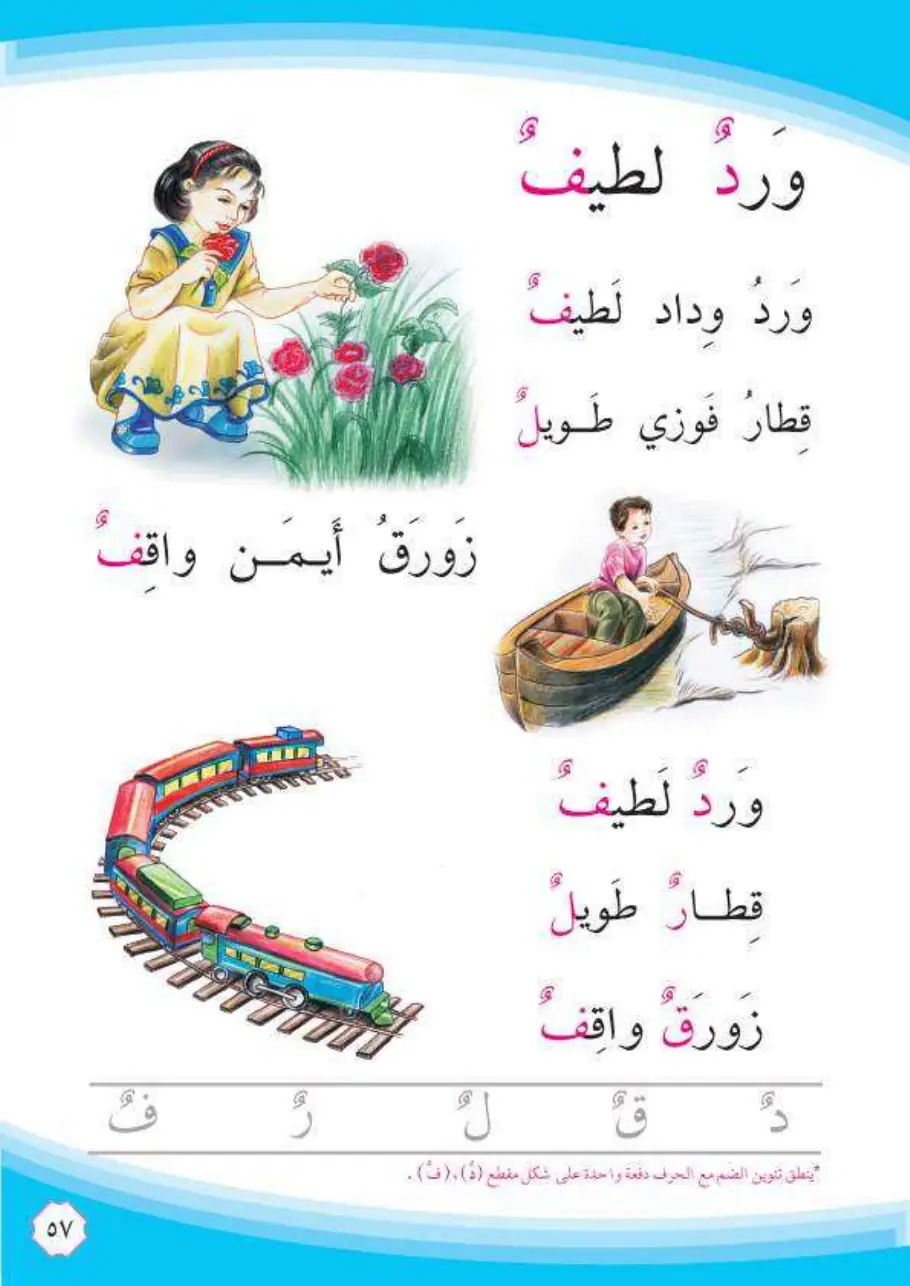 وَردٌ لطيفٌ
وَردُ وِداد لَطيفٌ
قِطارُ فَوزي طَـويلٌ
زَورَقُ أَيـمَـن واقِفٌ
وَردٌ لَطيفٌ
قِطـارٌ طَويلٌ
زَورَقٌ واقِفٌ
دٌ قٌ لٌ رٌ فٌ
*ينطق تنوين الضم مع الحرف دفعة واحدة على شكل مقطع (دٌ)، (فٌ) .
٥٧